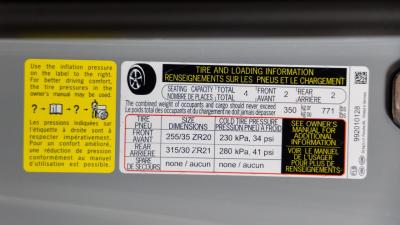 Use the inflation pressure
on the label to the right.
For better driving comfort,
the tire pressures in the
owner's manual may be used.
? → → ?
Les pressions inscrites sur
l'étiquette à droite sont
à respecter normalement.
Pour un confort amélioré,
une réduction de pression
conformément au manuel
d'utilisation est possible.
TIRE AND LOADING INFORMATION
RENSEIGNEMENTS SUR LES PNEUS ET LE CHARGEMENT
SEATING CAPACITY TOTAL 4 FRONT 2 REAR 2
NOMBRE DE PLACES TOTAL AVANT ARRIÈRE
The combined weight of occupants and cargo should never exceed 350 kg or 771 lbs
Le poids total des occupants et du chargement ne doit jamais dépasser ou
TIRE SIZE COLD TIRE PRESSURE
PNEU DIMENSIONS PRESSION PNEU À FROID
FRONT
AVANT 255/35 ZR20 230 kPa, 34 psi
REAR
ARRIÈRE 315/30 ZR21 280 kPa, 41 psi
SPARE
DE SECOURS none / aucun none / aucun
SEE OWNER'S
MANUAL FOR
ADDITIONAL
INFORMATION
VOIR LE MANUEL
DE L'USAGER
POUR PLUS DE
RENSEIGNEMENTS
992010128